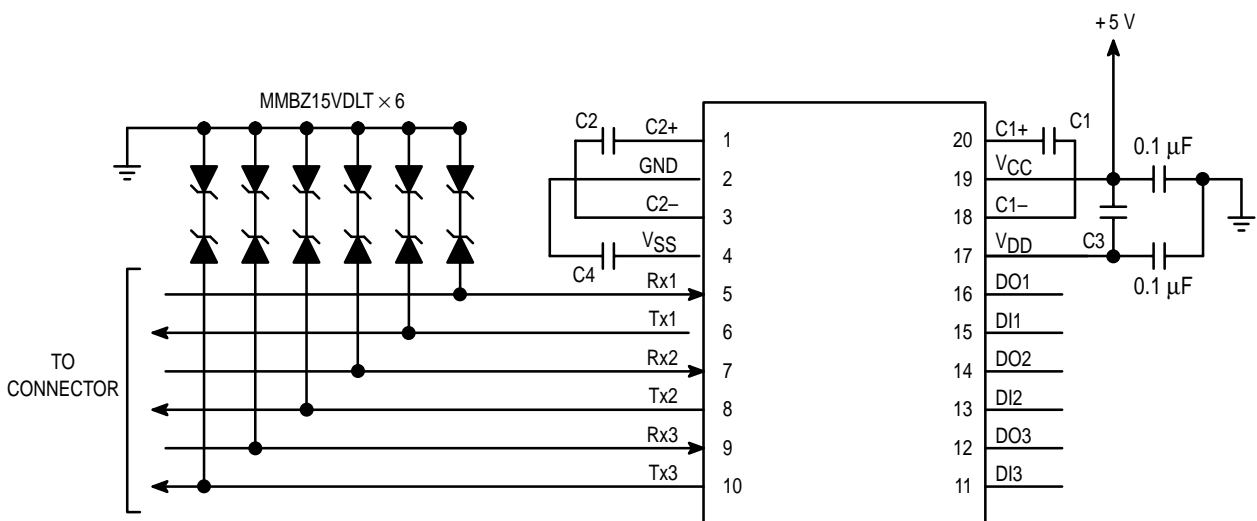 + 5 V
MMBZ15VDLT × 6
C2 C2+ 1 20 C1+ C1
GND 2 19 VCC 0.1 µF
C2– 3 18 C1–
VSS 4 17 VDD C3
C4 0.1 µF
Rx1 5 16 DO1
Tx1 6 15 DI1
Rx2 7 14 DO2
Tx2 8 13 DI2
Rx3 9 12 DO3
Tx3 10 11 DI3
TO
CONNECTOR